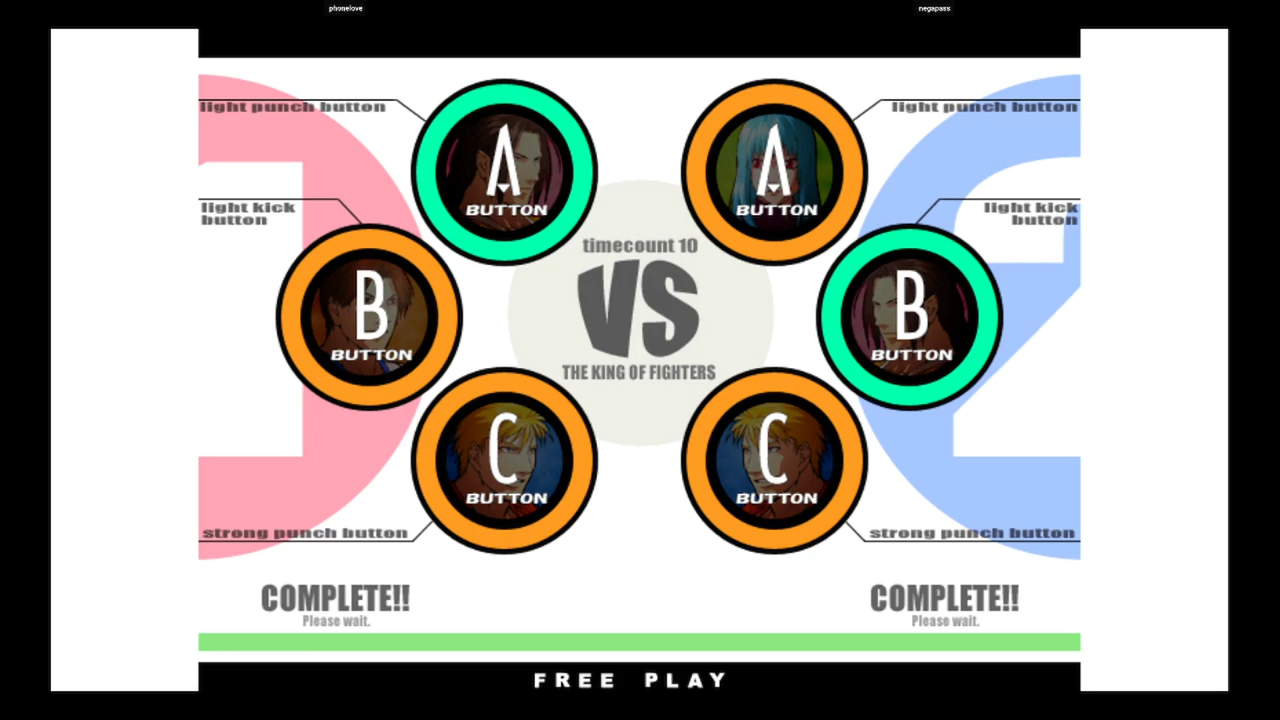 phonelove
negapass
light punch button
A
BUTTON
A
BUTTON
light punch button
light kick
button
light kick
button
timecount 10
VS
THE KING OF FIGHTERS
B
BUTTON
B
BUTTON
C
BUTTON
C
BUTTON
strong punch button
strong punch button
COMPLETE!!
Please wait.
COMPLETE!!
Please wait.
FREE PLAY